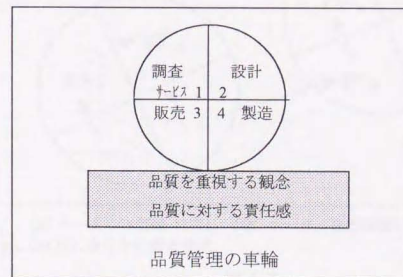 調査 設計
サービス 1 2
販売 3 4 製造
品質を重視する観念
品質に対する責任感
品質管理の車輪